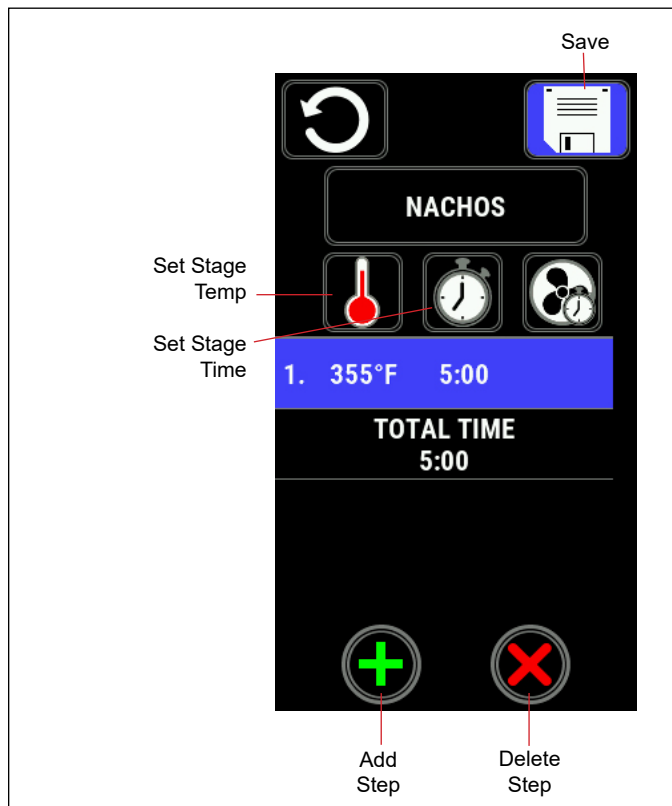 Save
NACHOS
Set Stage
Temp
Set Stage
Time
1. 355°F 5:00
TOTAL TIME
5:00
Add
Step
Delete
Step